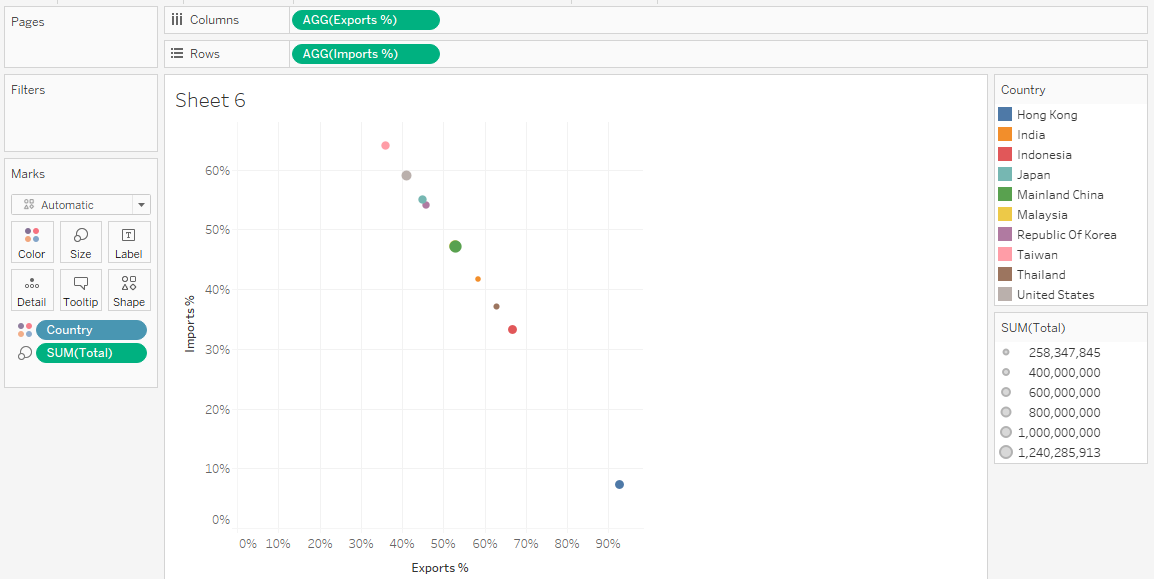 Pages
Columns
AGG(Exports %)
Rows
AGG(Imports %)
Filters
Marks
Automatic
Color
Size
Label
Detail
Tooltip
Shape
Country
SUM(Total)
Sheet 6
60%
50%
40%
30%
20%
10%
0%
Imports %
0% 10% 20% 30% 40% 50% 60% 70% 80% 90%
Exports %
Country
Hong Kong
India
Indonesia
Japan
Mainland China
Malaysia
Republic Of Korea
Taiwan
Thailand
United States
SUM(Total)
258,347,845
400,000,000
600,000,000
800,000,000
1,000,000,000
1,240,285,913